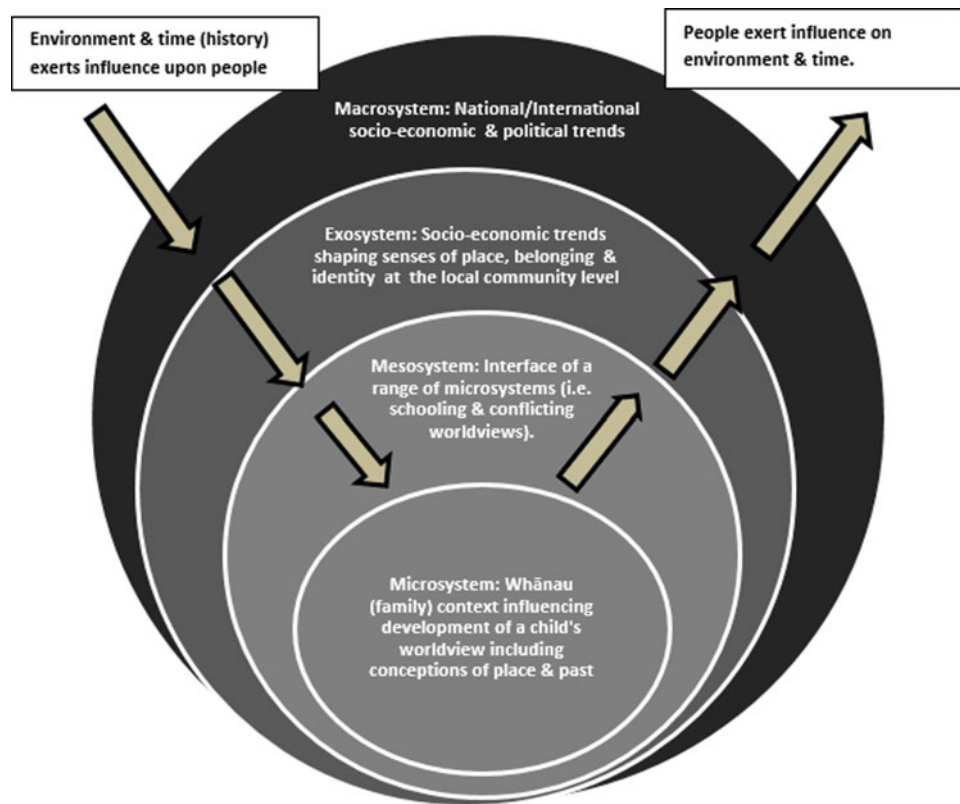 Environment & time (history)
exerts influence upon people
People exert influence on
environment & time.
Macrosystem: National/International
socio-economic & political trends
Exosystem: Socio-economic trends
shaping senses of place, belonging &
identity at the local community level
Mesosystem: Interface of a
range of microsystems (i.e.
schooling & conflicting
worldviews).
Microsystem: Whānau
(family) context influencing
development of a child's
worldview including
conceptions of place & past